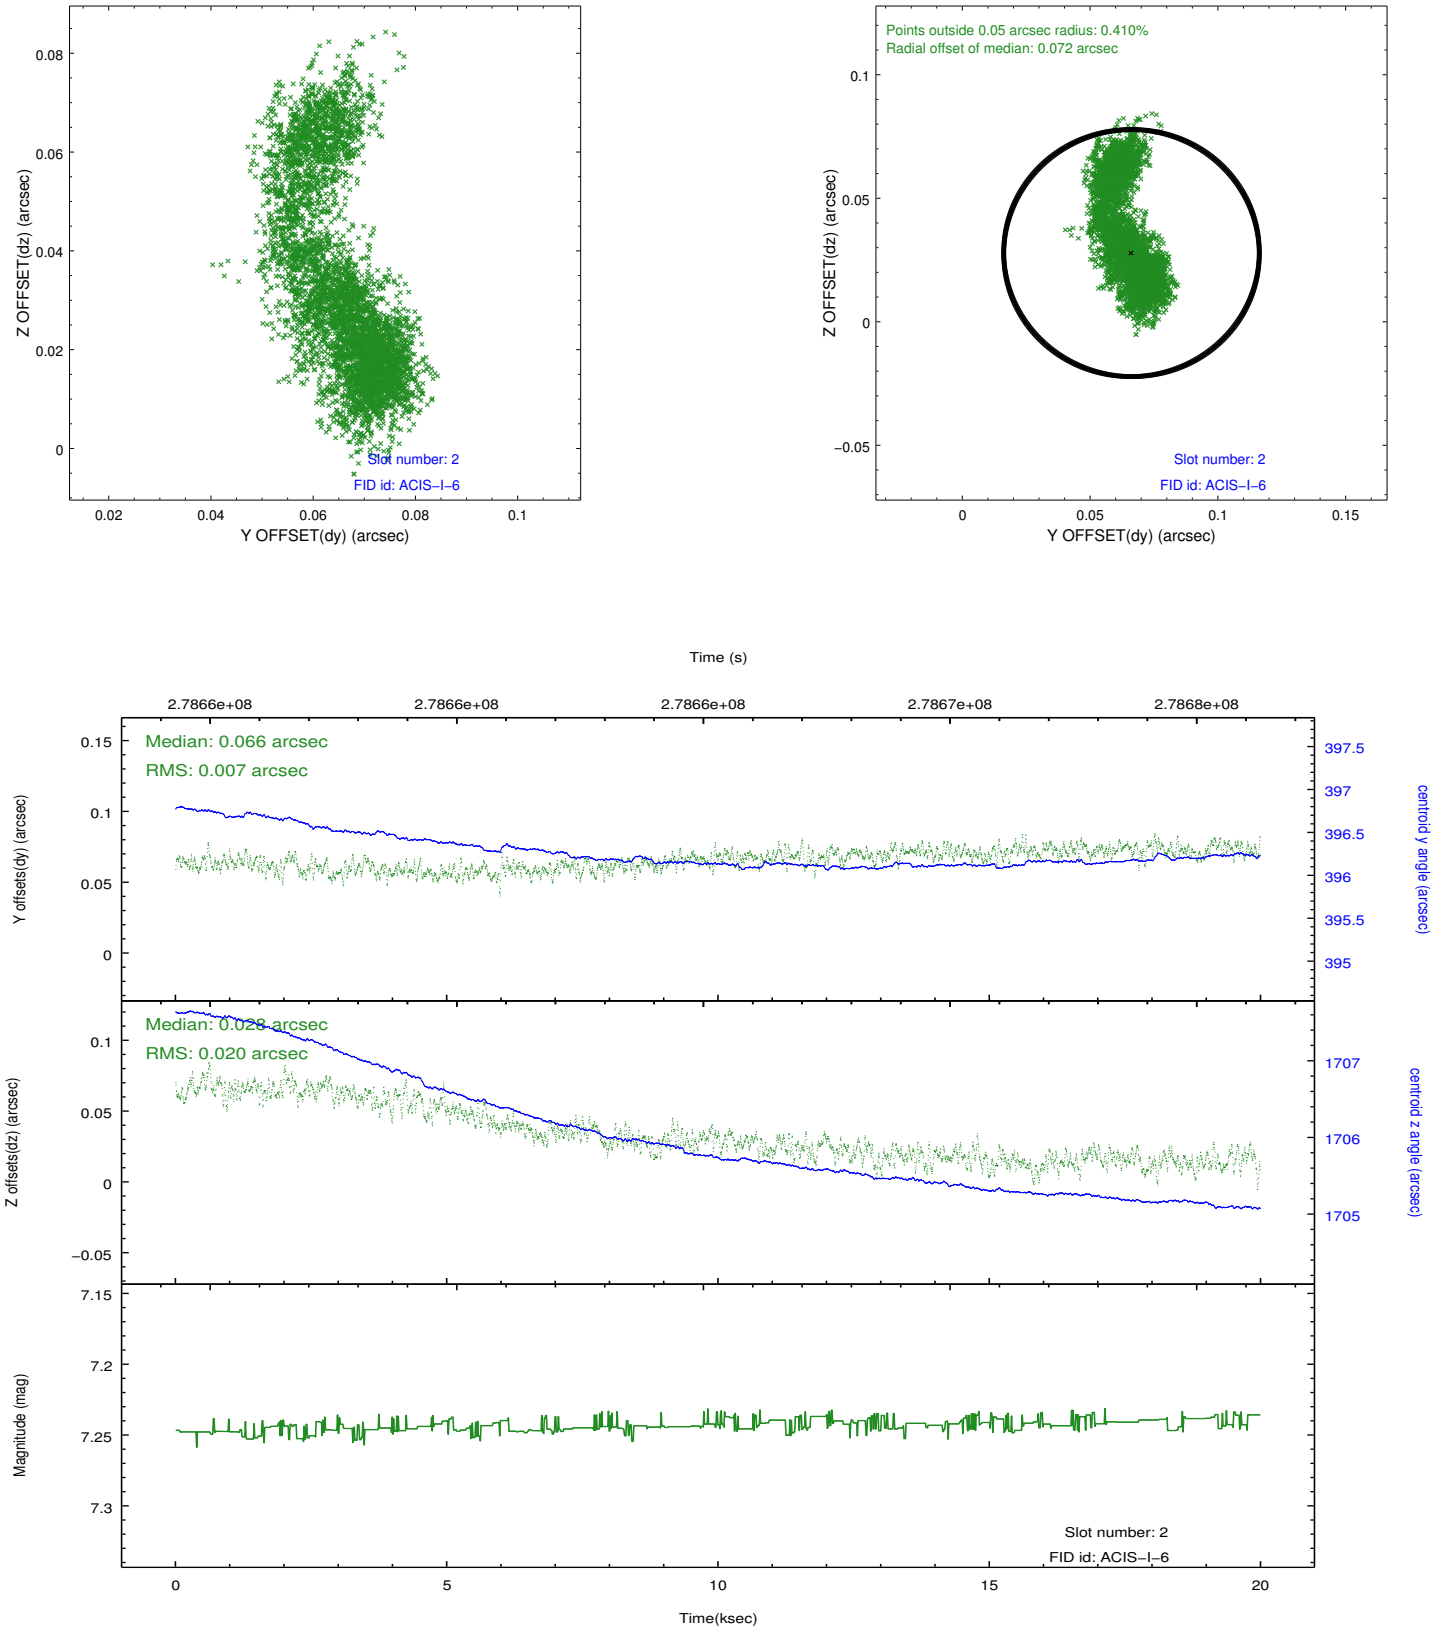 0.08
0.06
0.04
0.02
0
Z OFFSET(dz) (arcsec)
Slot number: 2
FID id: ACIS−I−6
0.02 0.04 0.06 0.08 0.1
Y OFFSET(dy) (arcsec)
Points outside 0.05 arcsec radius: 0.410%
Radial offset of median: 0.072 arcsec
0.1
0.05
0
−0.05
Z OFFSET(dz) (arcsec)
Slot number: 2
FID id: ACIS−I−6
0 0.05 0.1 0.15
Y OFFSET(dy) (arcsec)
Time (s)
2.7866e+08 2.7866e+08 2.7866e+08 2.7867e+08 2.7868e+08
Median: 0.066 arcsec
RMS: 0.007 arcsec
0.15
0.1
0.05
0
Y offsets(dy) (arcsec)
397.5
397
396.5
396
395.5
395
centroid y angle (arcsec)
Median: 0.028 arcsec
RMS: 0.020 arcsec
0.1
0.05
0
−0.05
Z offsets(dz) (arcsec)
1707
1706
1705
centroid z angle (arcsec)
7.15
7.2
7.25
7.3
Magnitude (mag)
Slot number: 2
FID id: ACIS−I−6
0 5 10 15 20
Time(ksec)